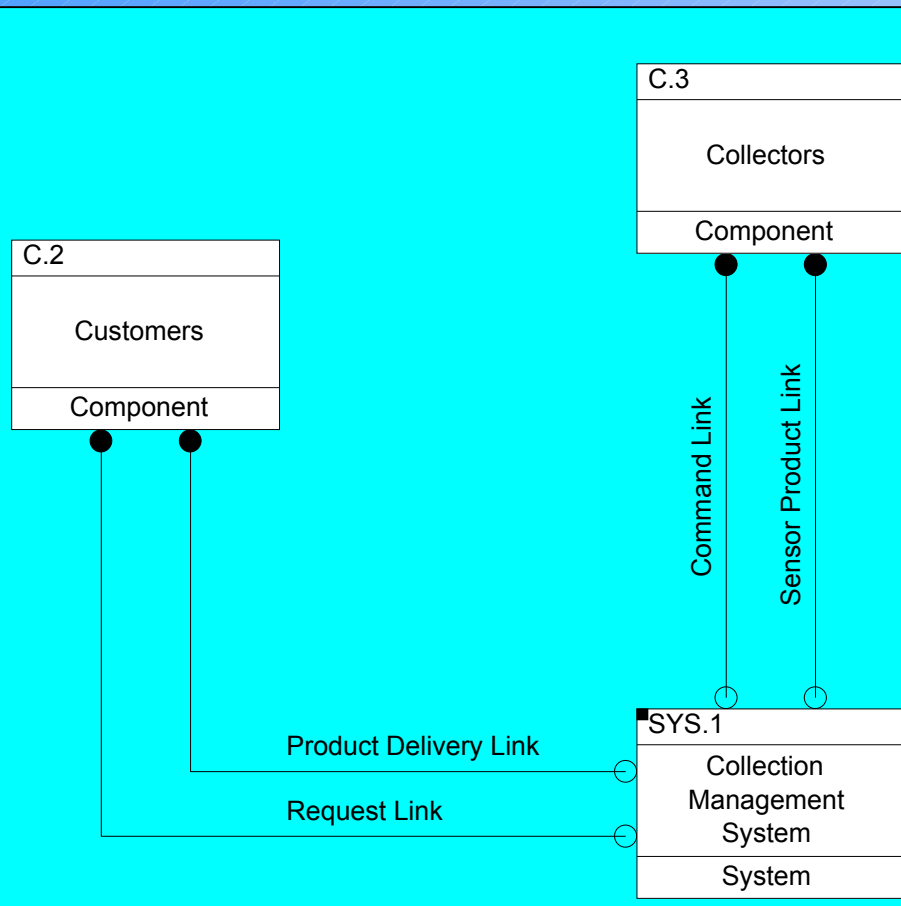 C.3
Collectors
Component
C.2
Customers
Component
Command Link
Sensor Product Link
Product Delivery Link
Request Link
SYS.1
Collection
Management
System
System